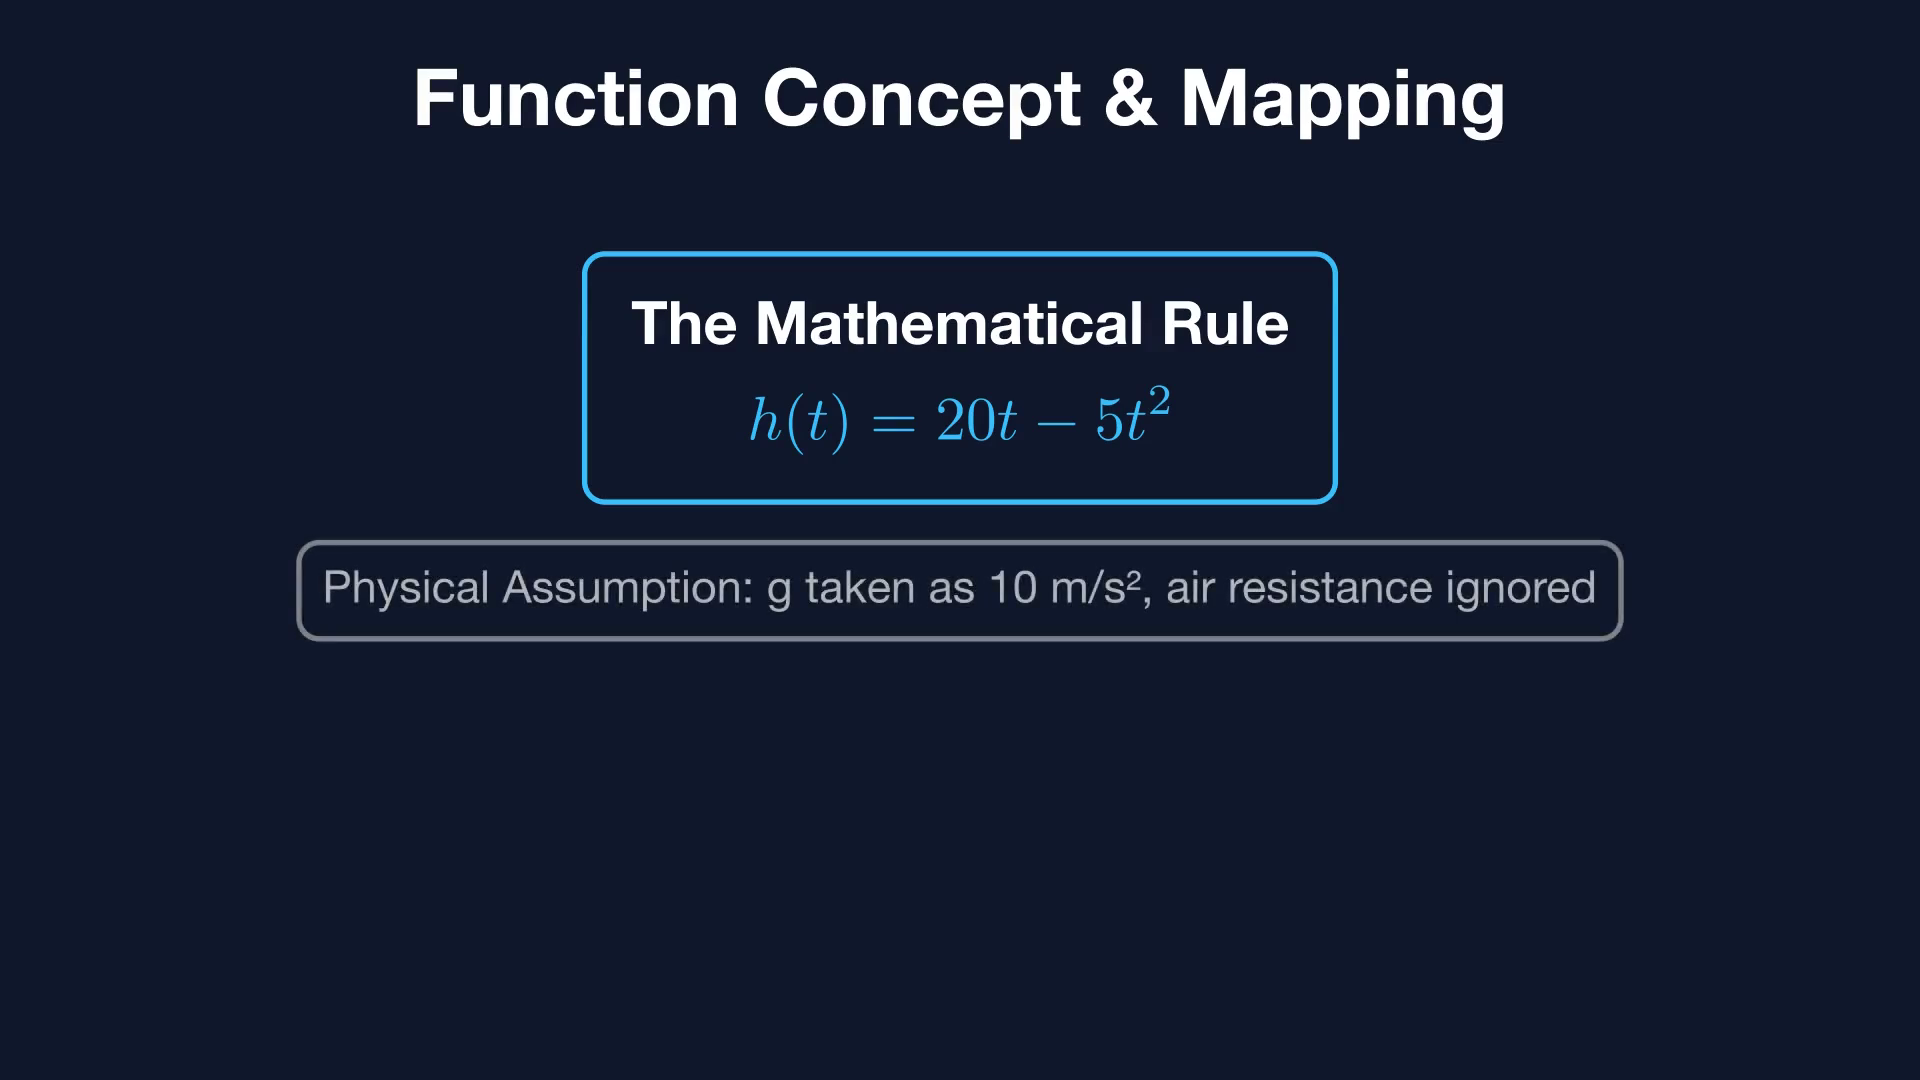 Function Concept & Mapping
The Mathematical Rule
h(t) = 20t − 5t²
Physical Assumption: g taken as 10 m/s², air resistance ignored